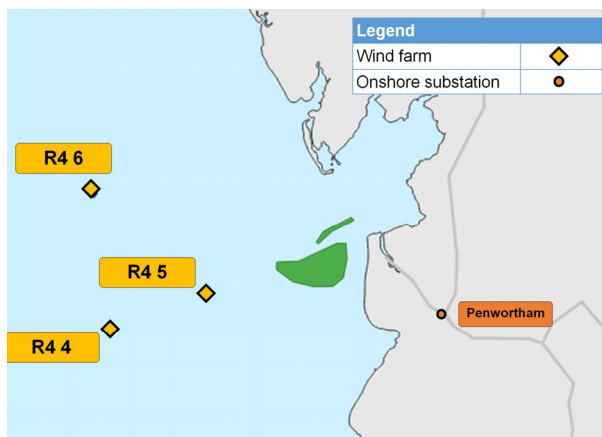 Legend
Wind farm
Onshore substation
R4 6
R4 5
Penwortham
R4 4